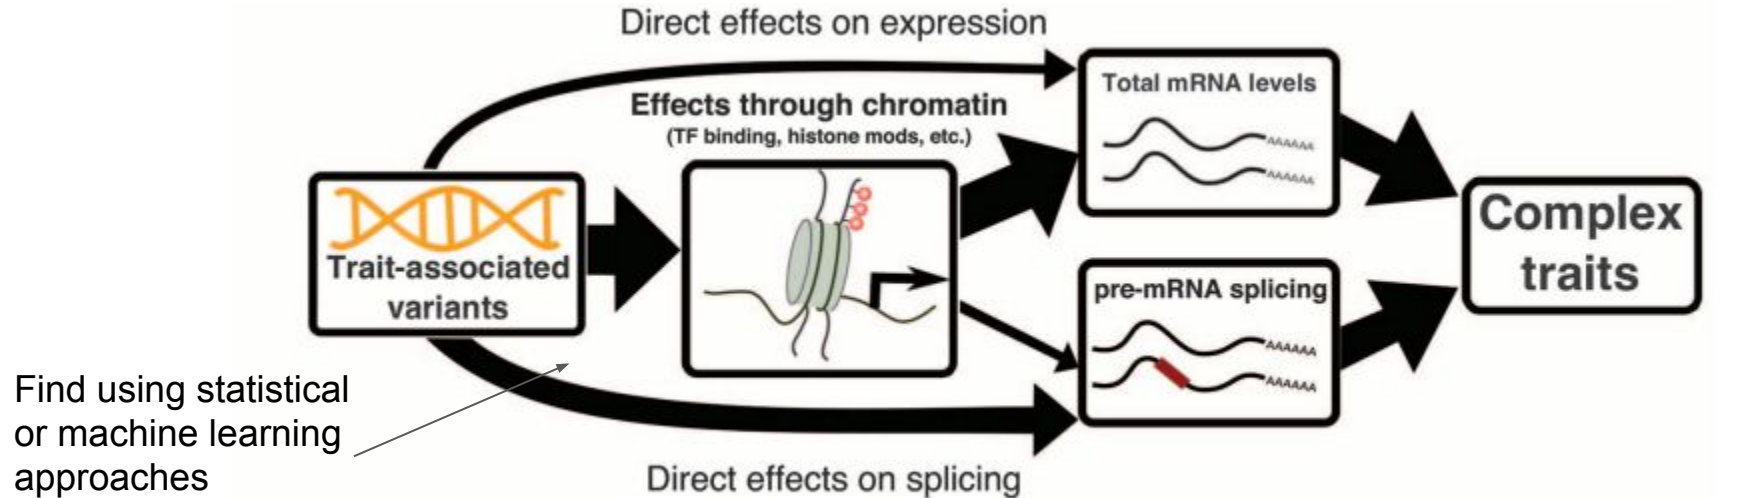 Direct effects on expression
Effects through chromatin
(TF binding, histone mods, etc.)
Total mRNA levels
AAAAAA
AAAAAA
Trait-associated
variants
pre-mRNA splicing
AAAAAA
AAAAAA
Complex
traits
Find using statistical
or machine learning
approaches
Direct effects on splicing